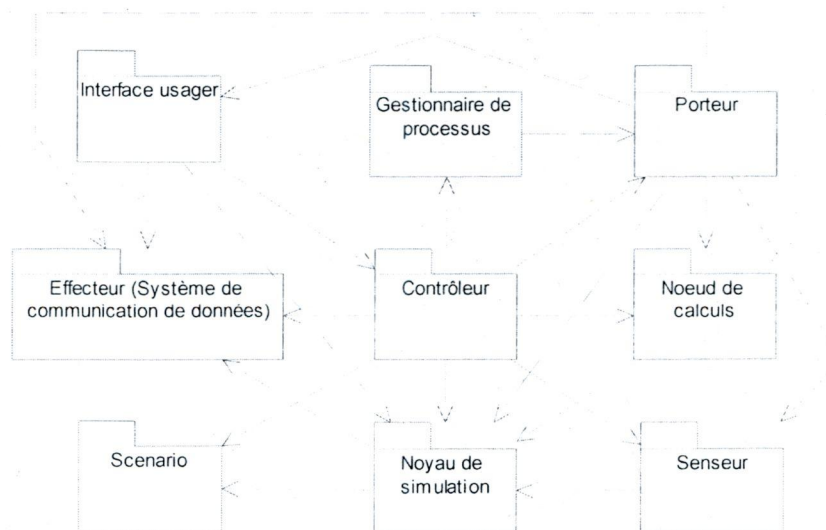 Interface usager
Gestionnaire de
processus
Porteur
Effecteur (Système de
communication de données)
Contrôleur
Noeud de
calculs
Scenario
Noyau de
simulation
Senseur